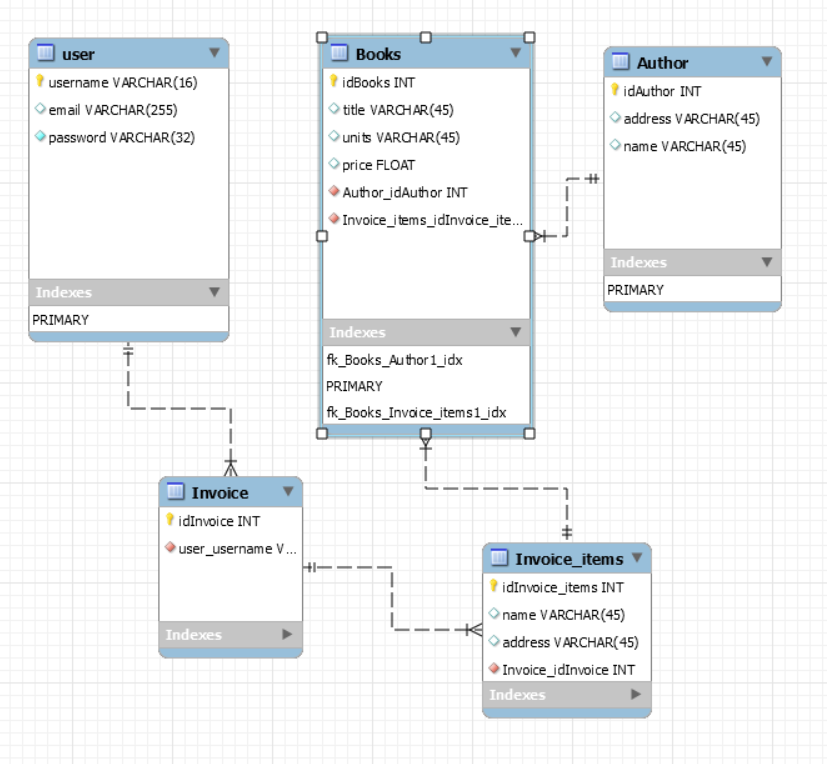 user
username VARCHAR(16)
email VARCHAR(255)
password VARCHAR(32)
Indexes
PRIMARY
Books
idBooks INT
title VARCHAR(45)
units VARCHAR(45)
price FLOAT
Author_idAuthor INT
Invoice_items_idInvoice_ite...
Indexes
fk_Books_Author1_idx
PRIMARY
fk_Books_Invoice_items1_idx
Author
idAuthor INT
address VARCHAR(45)
name VARCHAR(45)
Indexes
PRIMARY
Invoice
idInvoice INT
user_username V...
Indexes
Invoice_items
idInvoice_items INT
name VARCHAR(45)
address VARCHAR(45)
Invoice_idInvoice INT
Indexes